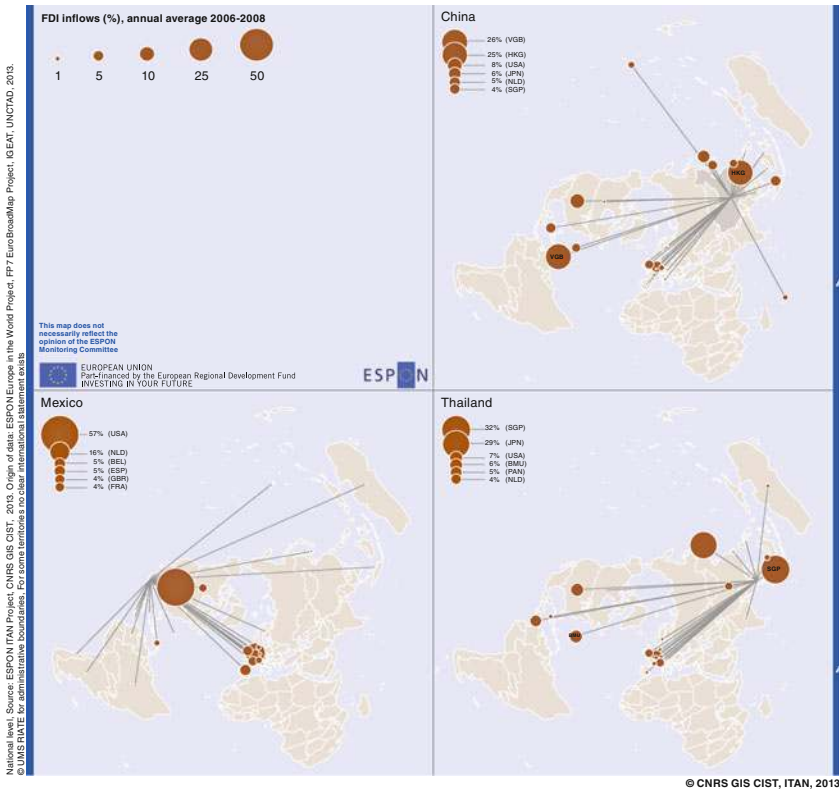 FDI inflows (%), annual average 2006-2008
1 5 10 25 50
This map does not
necessarily reflect the
opinion of the ESPON
Monitoring Committee
EUROPEAN UNION
Part-financed by the European Regional Development Fund
INVESTING IN YOUR FUTURE
ESPON
China
26% (VGB)
25% (HKG)
8% (USA)
6% (JPN)
5% (NLD)
4% (SGP)
HKG
VGB
Mexico
57% (USA)
16% (NLD)
5% (BEL)
5% (ESP)
4% (GBR)
4% (FRA)
Thailand
32% (SGP)
29% (JPN)
7% (USA)
6% (BMU)
5% (PAN)
4% (NLD)
SGP
BMU
National level, Source: ESPON ITAN Project, CNRS GIS CIST, 2013. Origin of data: ESPON Europe in the World Project, FP7 EuroBroadMap Project, IGEAT, UNCTAD, 2013.
© UMS RIATE for administrative boundaries, For some territories no clear international statement exists
© CNRS GIS CIST, ITAN, 2013